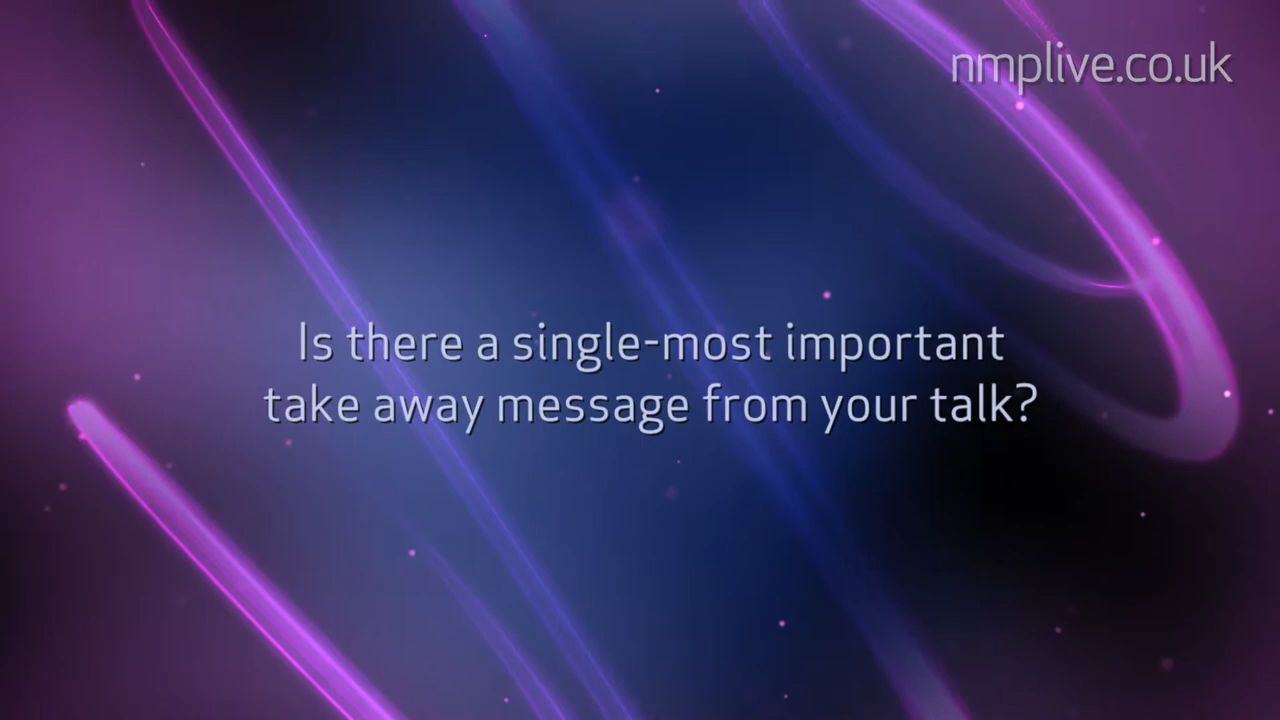 nmplive.co.uk
Is there a single-most important
take away message from your talk?